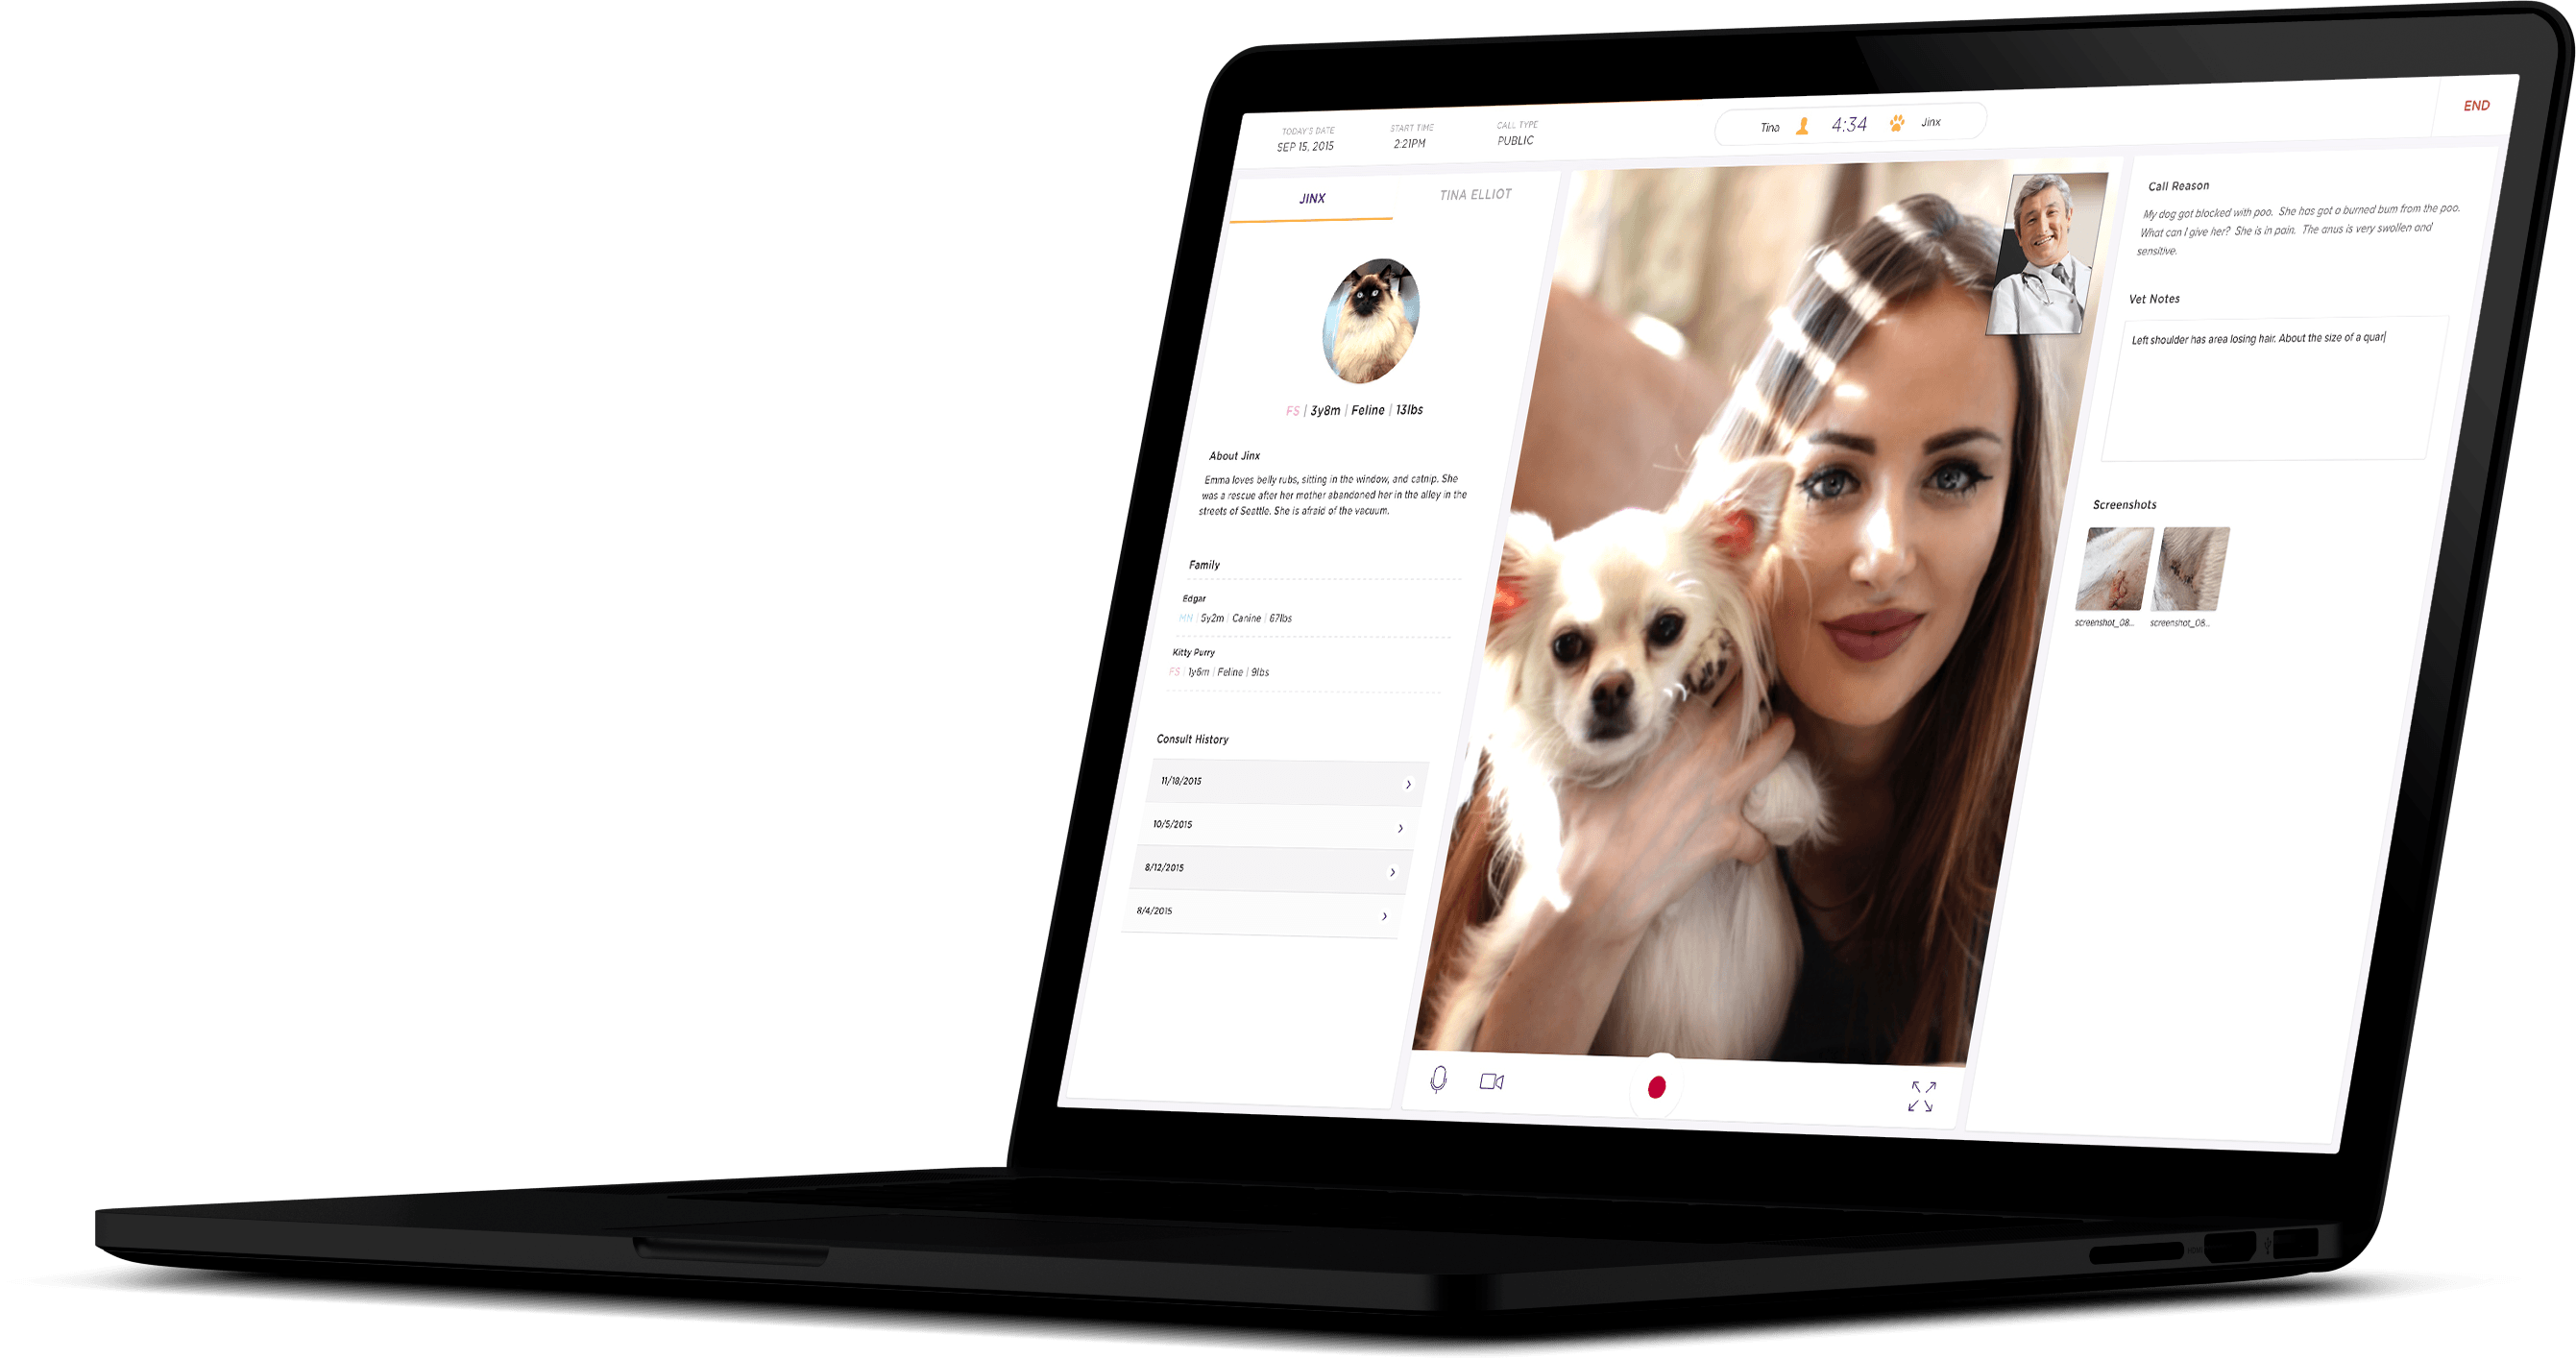 TODAY'S DATE
SEP 15, 2015
START TIME
2:21PM
CALL TYPE
PUBLIC
Tina 4:34 Jinx
END
JINX
TINA ELLIOT
FS | 3y8m | Feline | 13lbs
About Jinx
Emma loves belly rubs, sitting in the window, and catnip. She
was a rescue after her mother abandoned her in the alley in the
streets of Seattle. She is afraid of the vacuum.
Family
Edgar
MN | 5y2m | Canine | 67lbs
Kitty Purry
FS | 1y6m | Feline | 9lbs
Consult History
11/18/2015
10/5/2015
8/12/2015
8/4/2015
Call Reason
My dog got blocked with poo. She has got a burned bum from the poo.
What can I give her? She is in pain. The anus is very swollen and
sensitive.
Vet Notes
Left shoulder has area losing hair. About the size of a quar
Screenshots
screenshot_08...
screenshot_08...